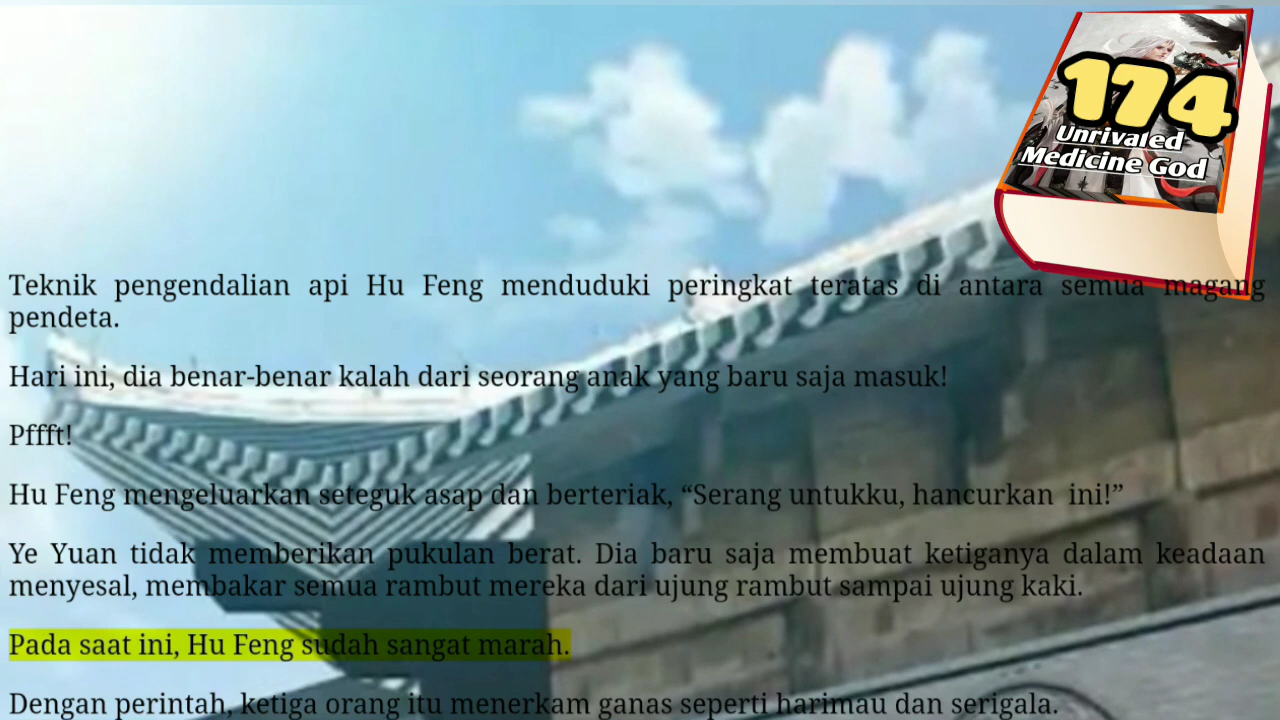 174
Unrivaled
Medicine God
Teknik pengendalian api Hu Feng menduduki peringkat teratas di antara semua magang
pendeta.
Hari ini, dia benar-benar kalah dari seorang anak yang baru saja masuk!
Pffft!
Hu Feng mengeluarkan seteguk asap dan berteriak, “Serang untukku, hancurkan  ini!”
Ye Yuan tidak memberikan pukulan berat. Dia baru saja membuat ketiganya dalam keadaan
menyesal, membakar semua rambut mereka dari ujung rambut sampai ujung kaki.
Pada saat ini, Hu Feng sudah sangat marah.
Dengan perintah, ketiga orang itu menerkam ganas seperti harimau dan serigala.